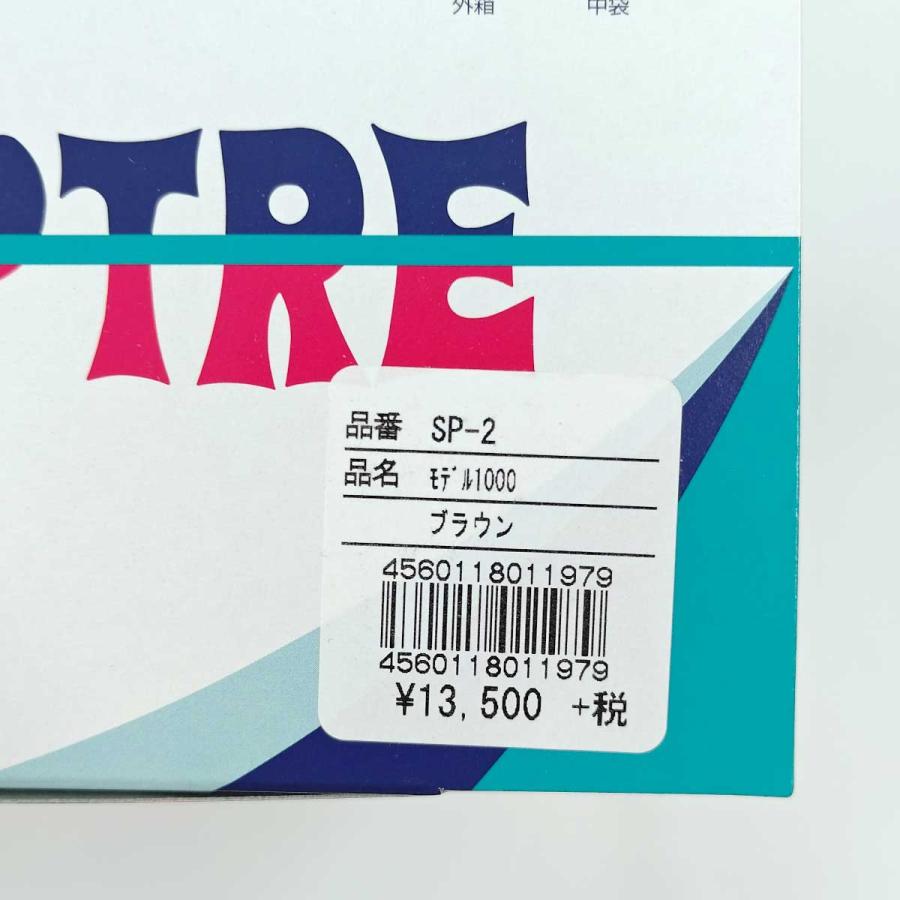 外箱 中袋
PTRE
品番 SP-2
品名 ﾓﾃﾞﾙ1000
ブラウン
4560118011979
4560118011979
¥13,500 +税